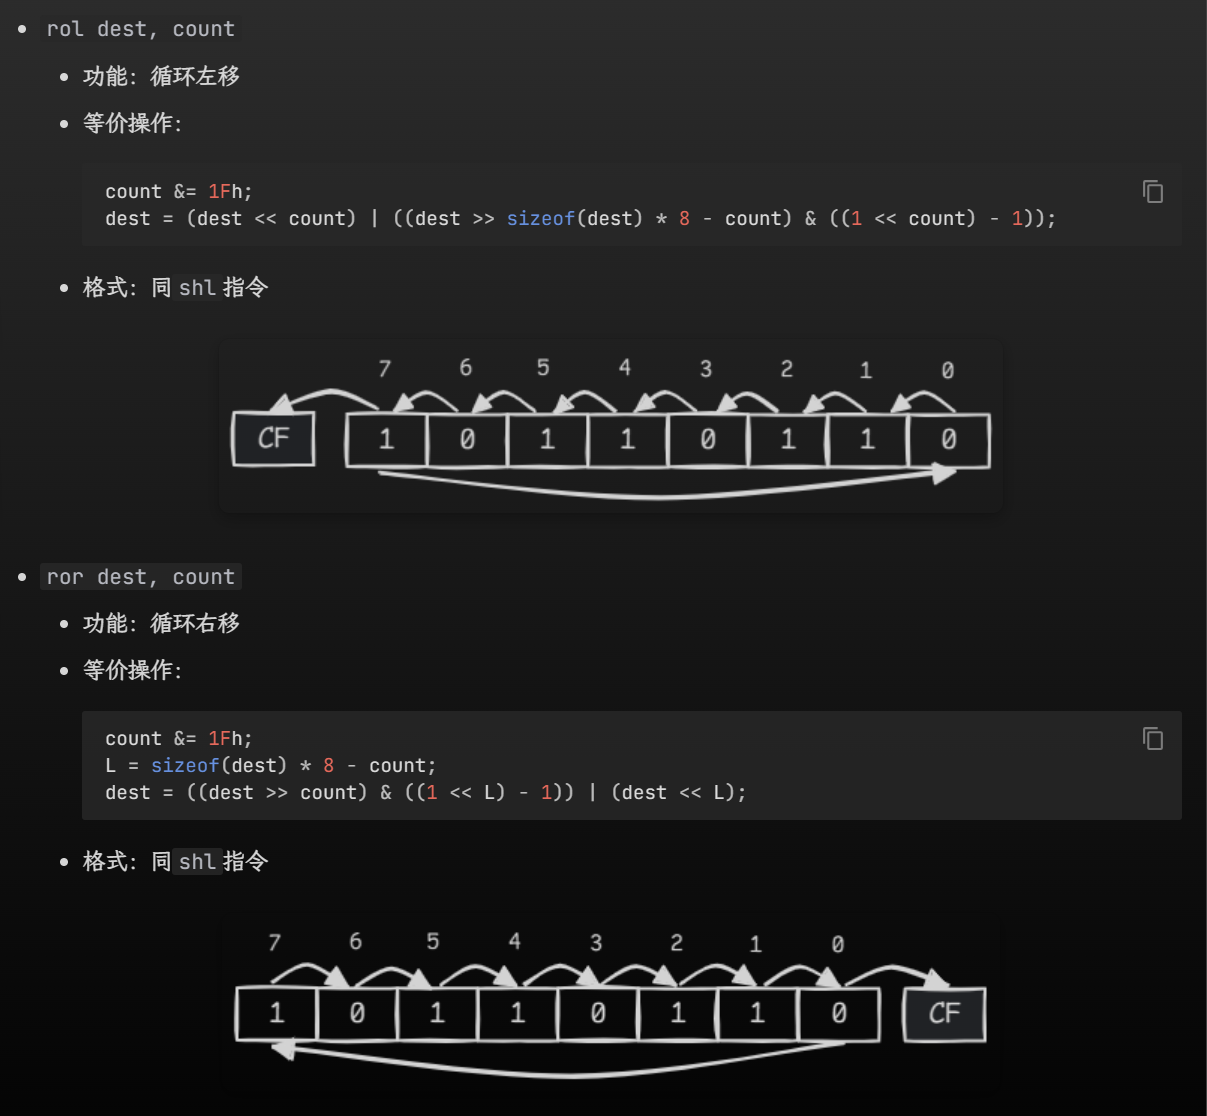 rol dest, count
功能：循环左移
等价操作：
count &= 1Fh;
dest = (dest << count) | ((dest >> sizeof(dest) * 8 - count) & ((1 << count) - 1));
格式：同 shl 指令
7 6 5 4 3 2 1 0
CF 1 0 1 1 0 1 1 0
ror dest, count
功能：循环右移
等价操作：
count &= 1Fh;
L = sizeof(dest) * 8 - count;
dest = ((dest >> count) & ((1 << L) - 1)) | (dest << L);
格式：同 shl 指令
7 6 5 4 3 2 1 0
1 0 1 1 0 1 1 0 CF